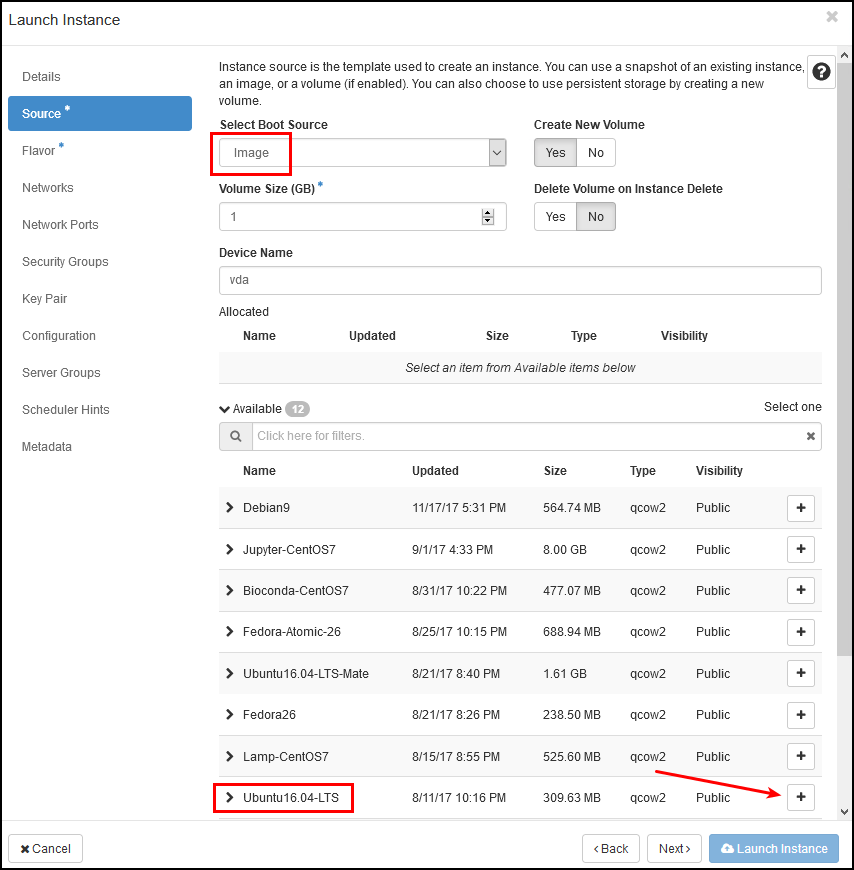 Launch Instance
Details
Source *
Flavor *
Networks
Network Ports
Security Groups
Key Pair
Configuration
Server Groups
Scheduler Hints
Metadata
Instance source is the template used to create an instance. You can use a snapshot of an existing instance,
an image, or a volume (if enabled). You can also choose to use persistent storage by creating a new
volume.
Select Boot Source
Create New Volume
Image
Yes No
Volume Size (GB) *
Delete Volume on Instance Delete
1
Yes No
Device Name
vda
Allocated
Name Updated Size Type Visibility
Select an item from Available items below
Available 12
Select one
Click here for filters.
Name Updated Size Type Visibility
Debian9 11/17/17 5:31 PM 564.74 MB qcow2 Public
Jupyter-CentOS7 9/1/17 4:33 PM 8.00 GB qcow2 Public
Bioconda-CentOS7 8/31/17 10:22 PM 477.07 MB qcow2 Public
Fedora-Atomic-26 8/25/17 10:15 PM 688.94 MB qcow2 Public
Ubuntu16.04-LTS-Mate 8/21/17 8:40 PM 1.61 GB qcow2 Public
Fedora26 8/21/17 8:26 PM 238.50 MB qcow2 Public
Lamp-CentOS7 8/15/17 8:55 PM 525.60 MB qcow2 Public
Ubuntu16.04-LTS 8/11/17 10:16 PM 309.63 MB qcow2 Public
Cancel
‹ Back
Next ›
Launch Instance